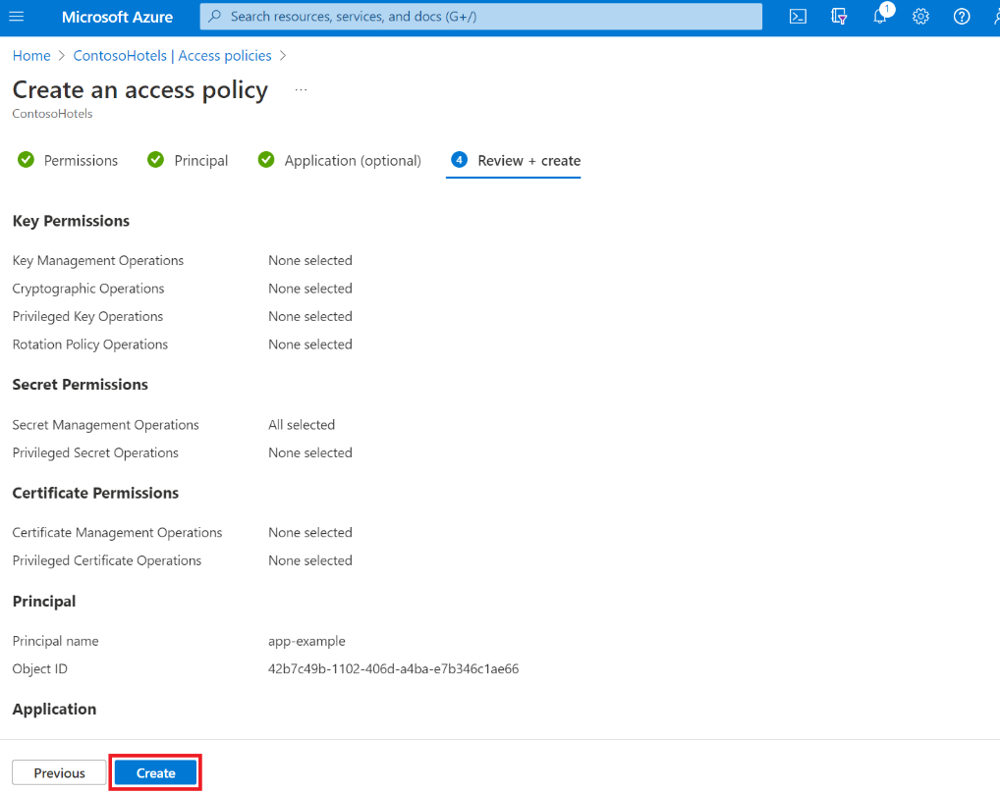 Microsoft Azure
Search resources, services, and docs (G+/)
1
Home > ContosoHotels | Access policies >
Create an access policy ...
ContosoHotels
Permissions Principal Application (optional) 4 Review + create
Key Permissions
Key Management Operations None selected
Cryptographic Operations None selected
Privileged Key Operations None selected
Rotation Policy Operations None selected
Secret Permissions
Secret Management Operations All selected
Privileged Secret Operations None selected
Certificate Permissions
Certificate Management Operations None selected
Privileged Certificate Operations None selected
Principal
Principal name app-example
Object ID 42b7c49b-1102-406d-a4ba-e7b346c1ae66
Application
Previous Create